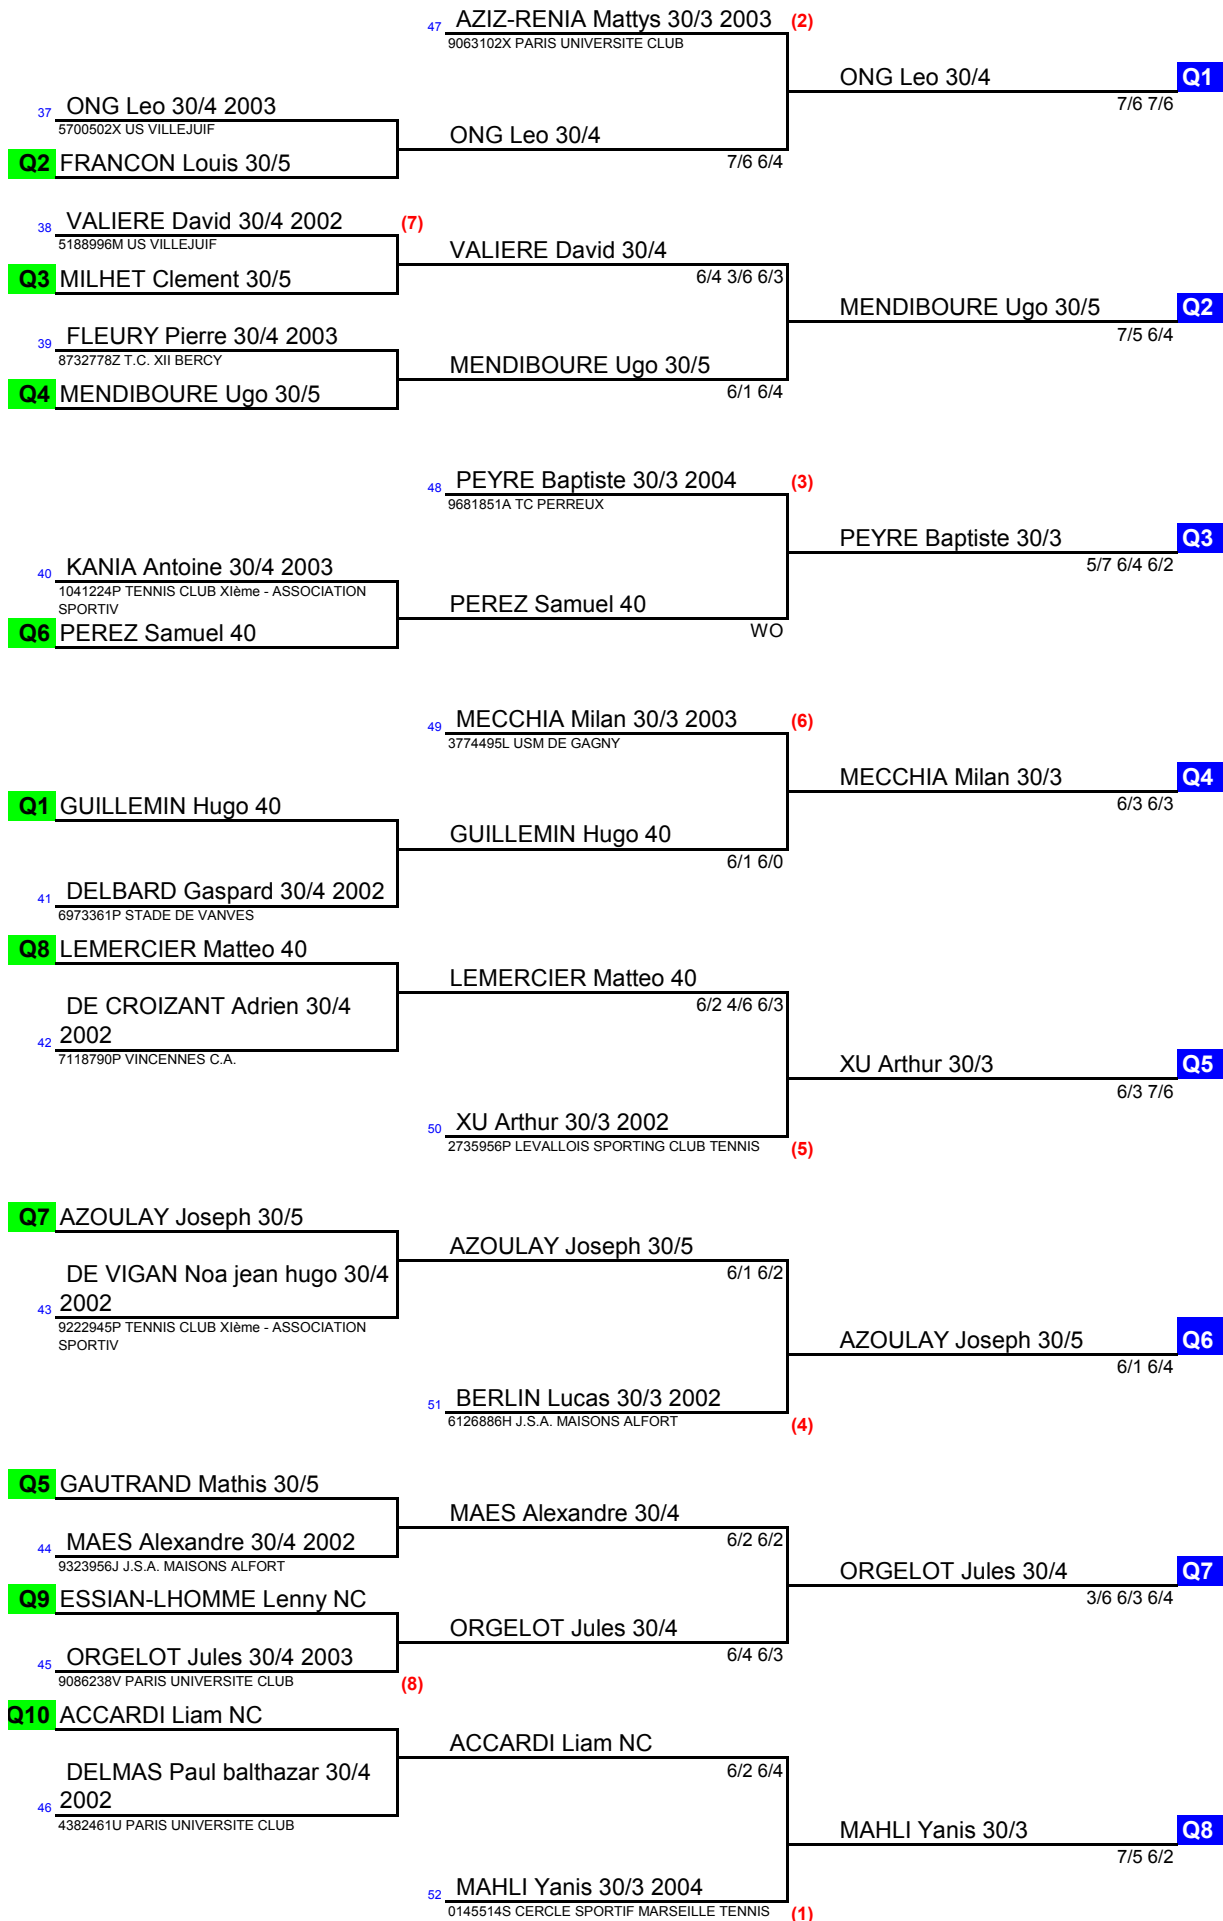 47 AZIZ-RENIA Mattys 30/3 2003 (2)
9063102X PARIS UNIVERSITE CLUB
ONG Leo 30/4 Q1
7/6 7/6
37 ONG Leo 30/4 2003
5700502X US VILLEJUIF
ONG Leo 30/4
7/6 6/4
Q2 FRANCON Louis 30/5
38 VALIERE David 30/4 2002 (7)
5188996M US VILLEJUIF
VALIERE David 30/4
6/4 3/6 6/3
Q3 MILHET Clement 30/5
MENDIBOURE Ugo 30/5 Q2
7/5 6/4
39 FLEURY Pierre 30/4 2003
8732778Z T.C. XII BERCY
MENDIBOURE Ugo 30/5
6/1 6/4
Q4 MENDIBOURE Ugo 30/5
48 PEYRE Baptiste 30/3 2004 (3)
9681851A TC PERREUX
PEYRE Baptiste 30/3 Q3
5/7 6/4 6/2
40 KANIA Antoine 30/4 2003
1041224P TENNIS CLUB XIème - ASSOCIATION
SPORTIV
PEREZ Samuel 40
WO
Q6 PEREZ Samuel 40
49 MECCHIA Milan 30/3 2003 (6)
3774495L USM DE GAGNY
MECCHIA Milan 30/3 Q4
6/3 6/3
Q1 GUILLEMIN Hugo 40
GUILLEMIN Hugo 40
6/1 6/0
41 DELBARD Gaspard 30/4 2002
6973361P STADE DE VANVES
Q8 LEMERCIER Matteo 40
LEMERCIER Matteo 40
6/2 4/6 6/3
DE CROIZANT Adrien 30/4
42 2002
7118790P VINCENNES C.A.
XU Arthur 30/3 Q5
6/3 7/6
50 XU Arthur 30/3 2002
2735956P LEVALLOIS SPORTING CLUB TENNIS (5)
Q7 AZOULAY Joseph 30/5
AZOULAY Joseph 30/5
6/1 6/2
DE VIGAN Noa jean hugo 30/4
43 2002
9222945P TENNIS CLUB XIème - ASSOCIATION
SPORTIV
AZOULAY Joseph 30/5 Q6
6/1 6/4
51 BERLIN Lucas 30/3 2002
6126886H J.S.A. MAISONS ALFORT (4)
Q5 GAUTRAND Mathis 30/5
MAES Alexandre 30/4
6/2 6/2
44 MAES Alexandre 30/4 2002
9323956J J.S.A. MAISONS ALFORT
ORGELOT Jules 30/4 Q7
3/6 6/3 6/4
Q9 ESSIAN-LHOMME Lenny NC
ORGELOT Jules 30/4
6/4 6/3
45 ORGELOT Jules 30/4 2003
9086238V PARIS UNIVERSITE CLUB (8)
Q10 ACCARDI Liam NC
ACCARDI Liam NC
6/2 6/4
DELMAS Paul balthazar 30/4
46 2002
4382461U PARIS UNIVERSITE CLUB
MAHLI Yanis 30/3 Q8
7/5 6/2
52 MAHLI Yanis 30/3 2004
0145514S CERCLE SPORTIF MARSEILLE TENNIS (1)